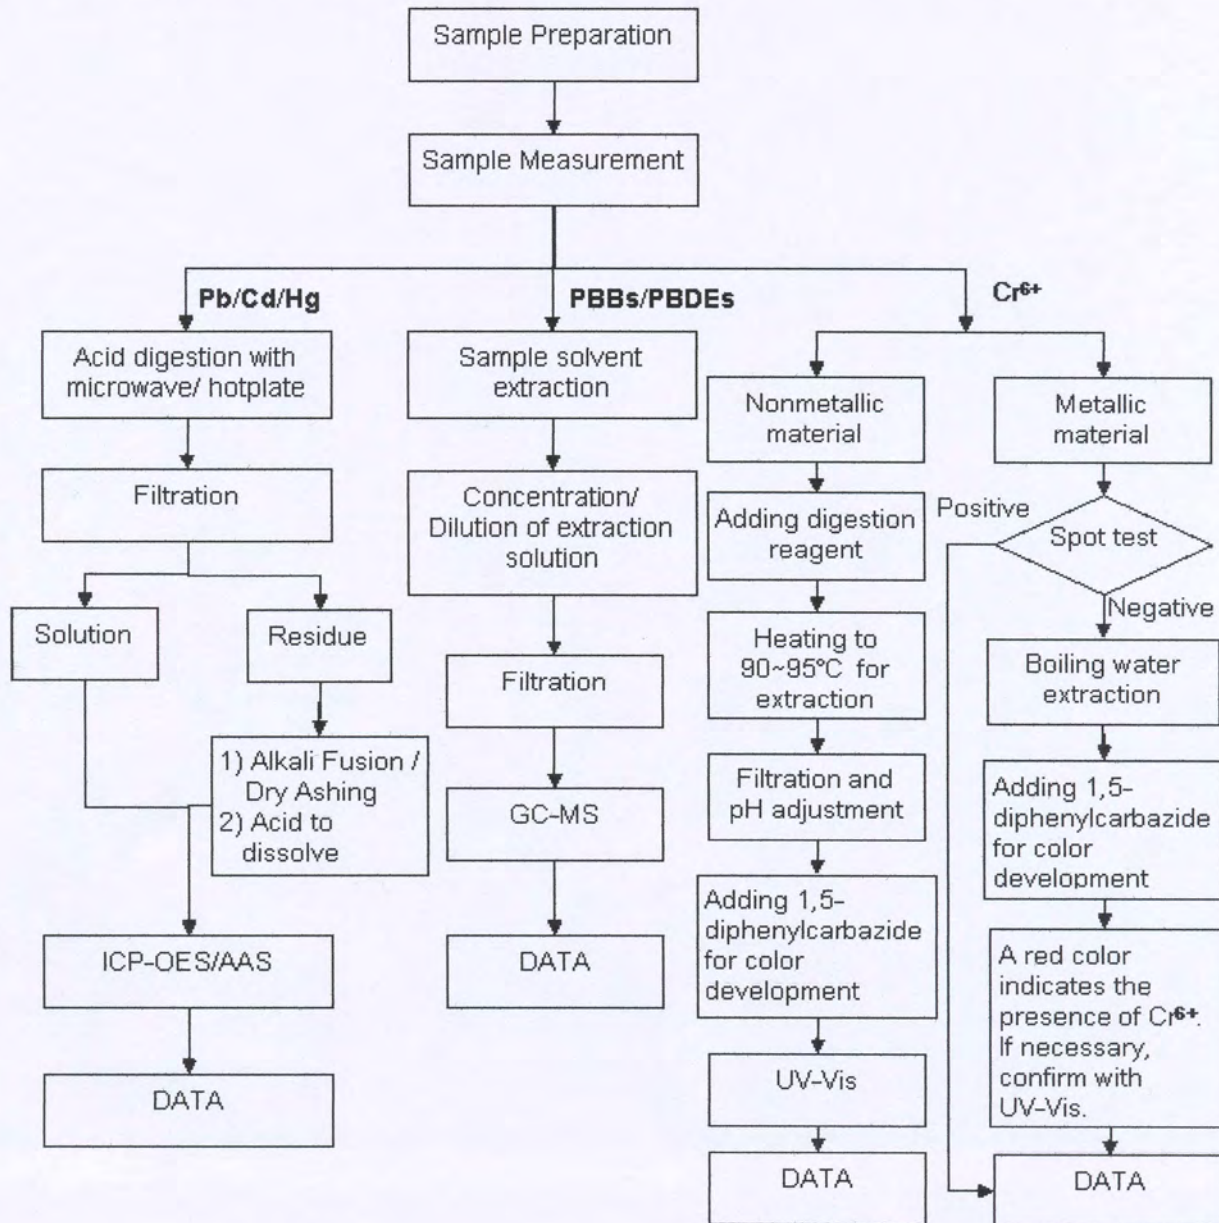 Sample Preparation
Sample Measurement
Pb/Cd/Hg
PBBs/PBDEs
Cr⁶⁺
Acid digestion with
microwave/ hotplate
Filtration
Solution
Residue
1) Alkali Fusion /
Dry Ashing
2) Acid to
dissolve
ICP-OES/AAS
DATA
Sample solvent
extraction
Concentration/
Dilution of extraction
solution
Filtration
GC-MS
DATA
Nonmetallic
material
Adding digestion
reagent
Heating to
90~95°C for
extraction
Filtration and
pH adjustment
Adding 1,5-
diphenylcarbazide
for color
development
UV-Vis
DATA
Metallic
material
Positive
Spot test
Negative
Boiling water
extraction
Adding 1,5-
diphenylcarbazide
for color
development
A red color
indicates the
presence of Cr⁶⁺.
If necessary,
confirm with
UV-Vis.
DATA